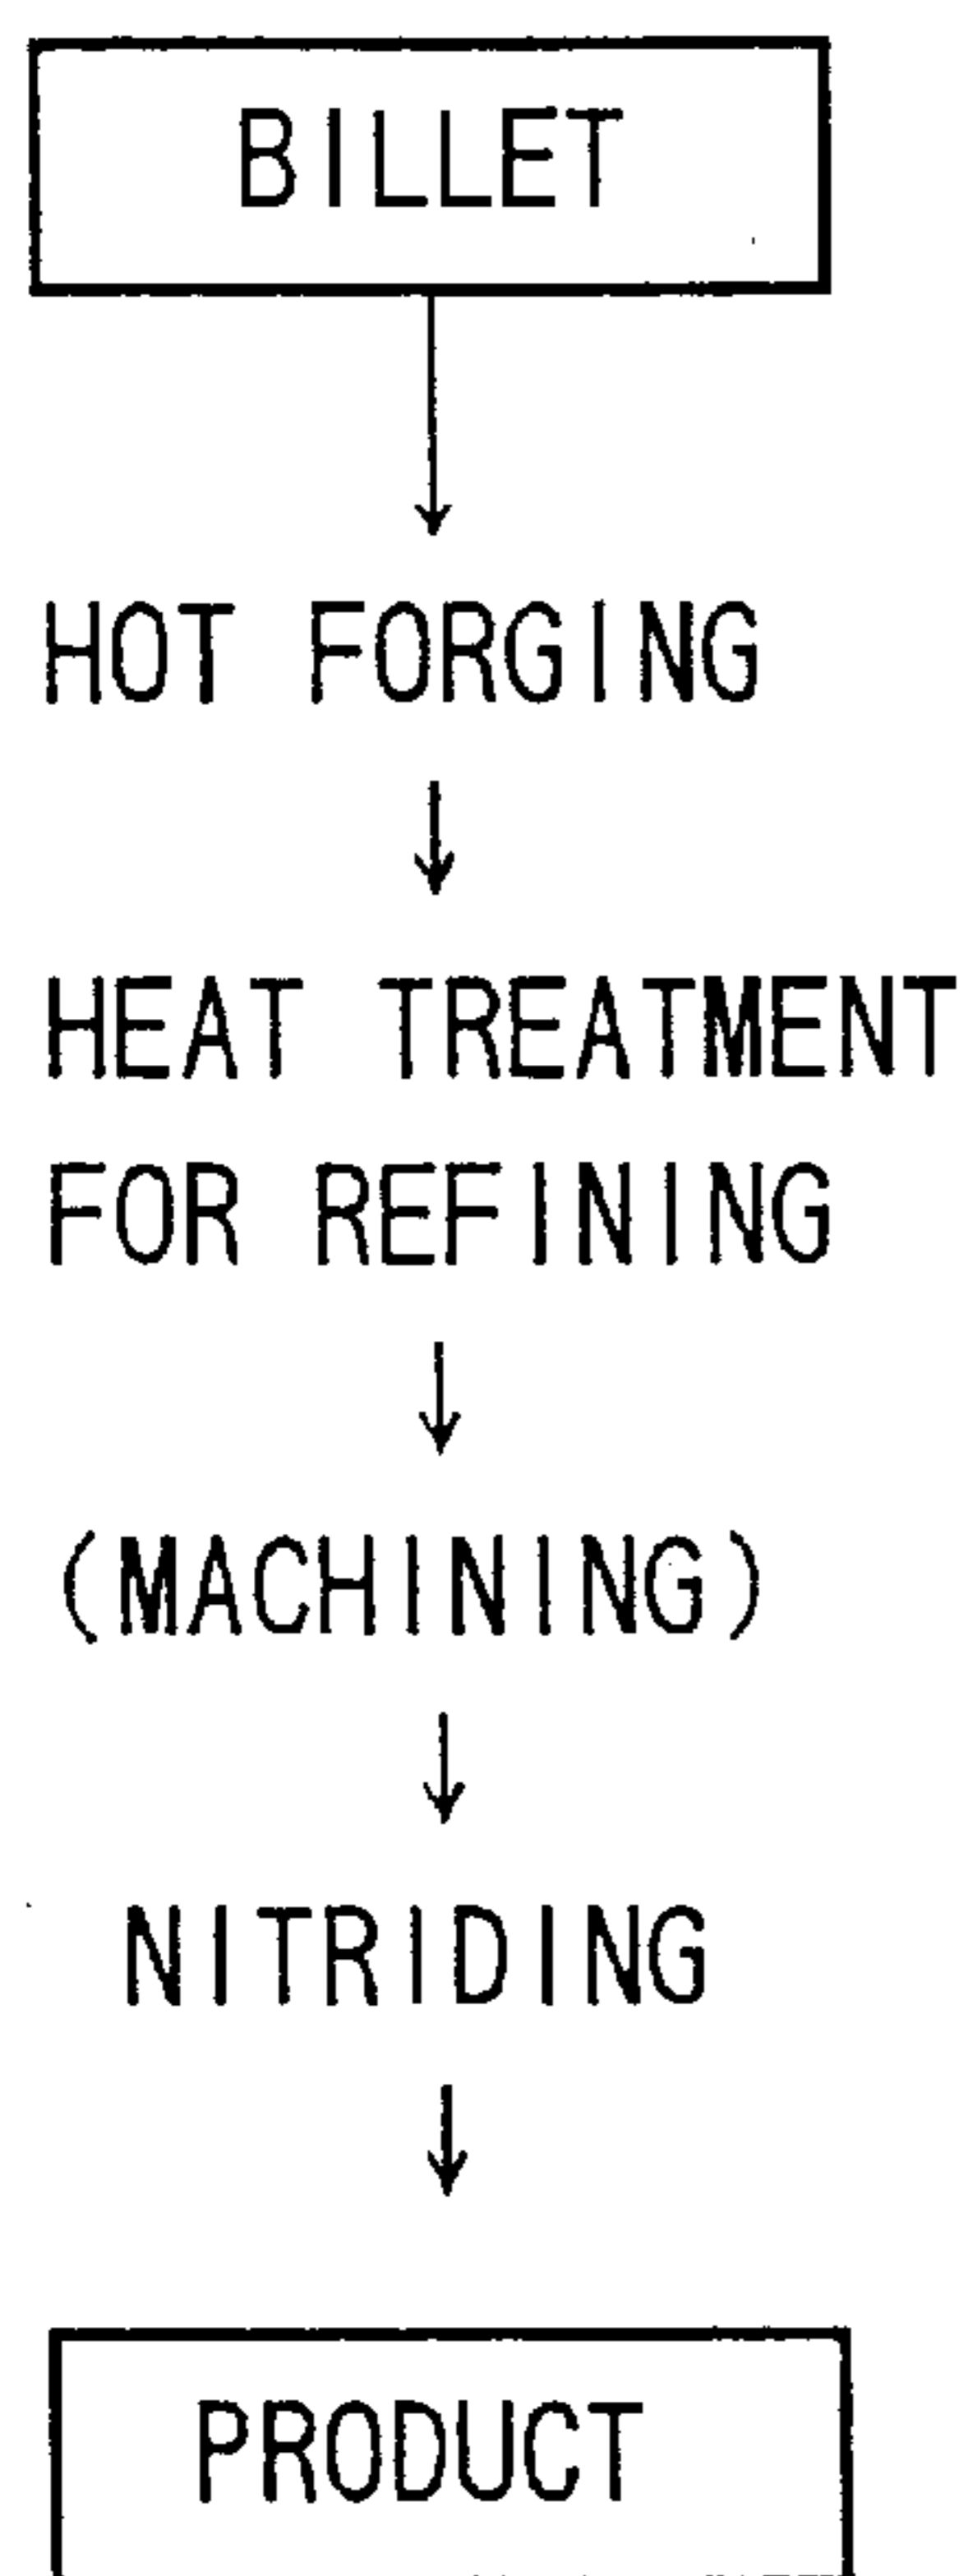 BILLET
HOT FORGING
HEAT TREATMENT
FOR REFINING
(MACHINING)
NITRIDING
PRODUCT